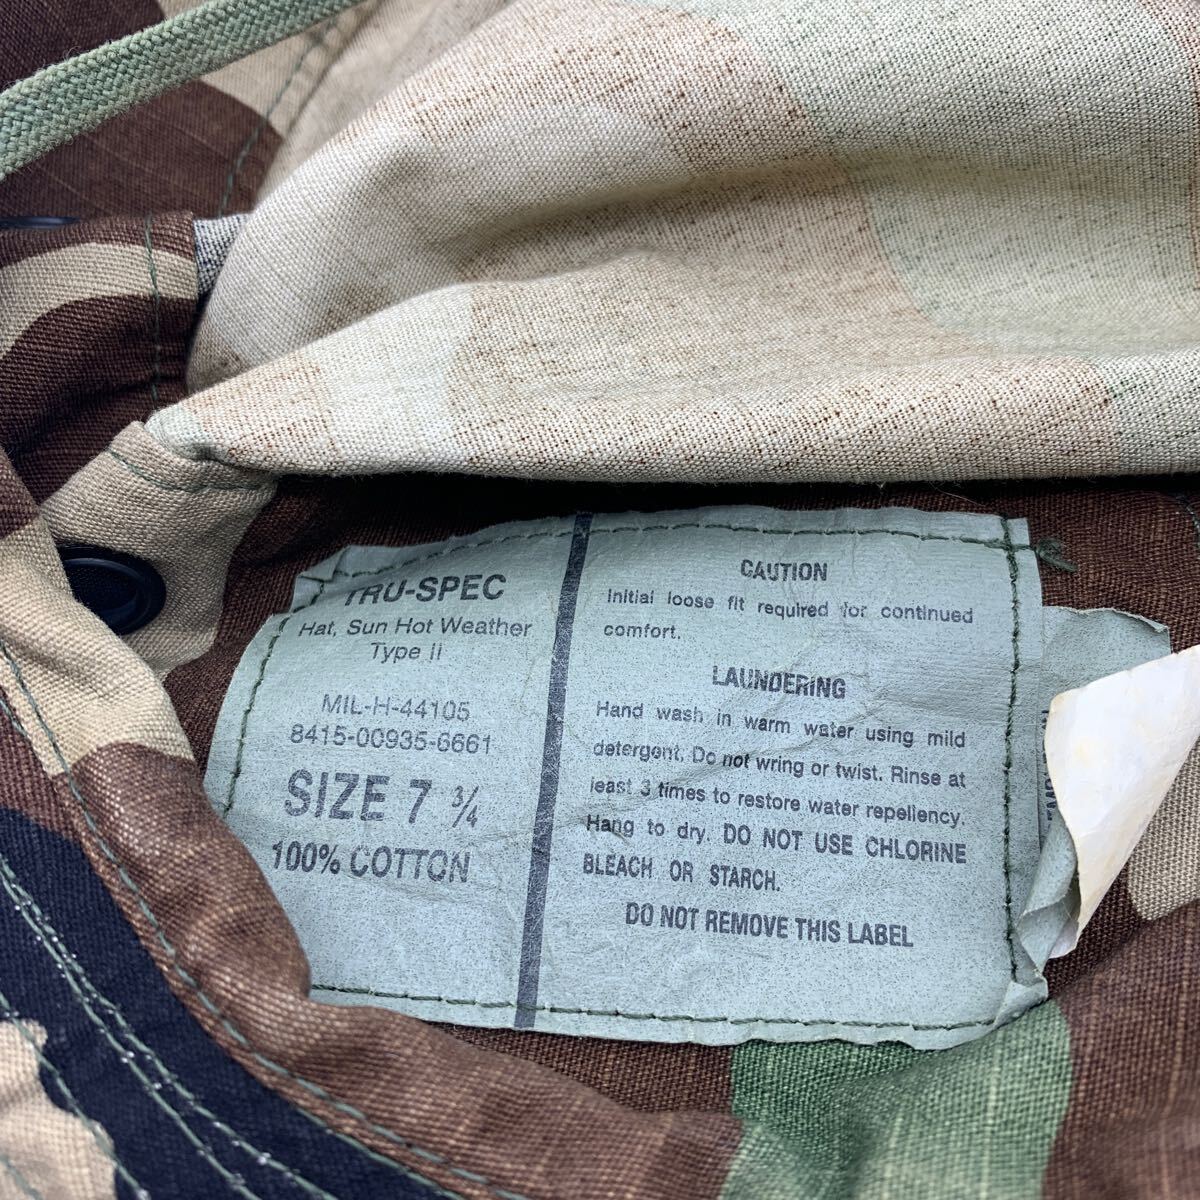 TRU-SPEC
Hat, Sun Hot Weather
Type II
MIL-H-44105
8415-00935-6661
SIZE 7 ¾
100% COTTON
CAUTION
Initial loose fit required for continued
comfort.
LAUNDERING
Hand wash in warm water using mild
detergent. Do not wring or twist. Rinse at
least 3 times to restore water repellency.
Hang to dry. DO NOT USE CHLORINE
BLEACH OR STARCH.
DO NOT REMOVE THIS LABEL